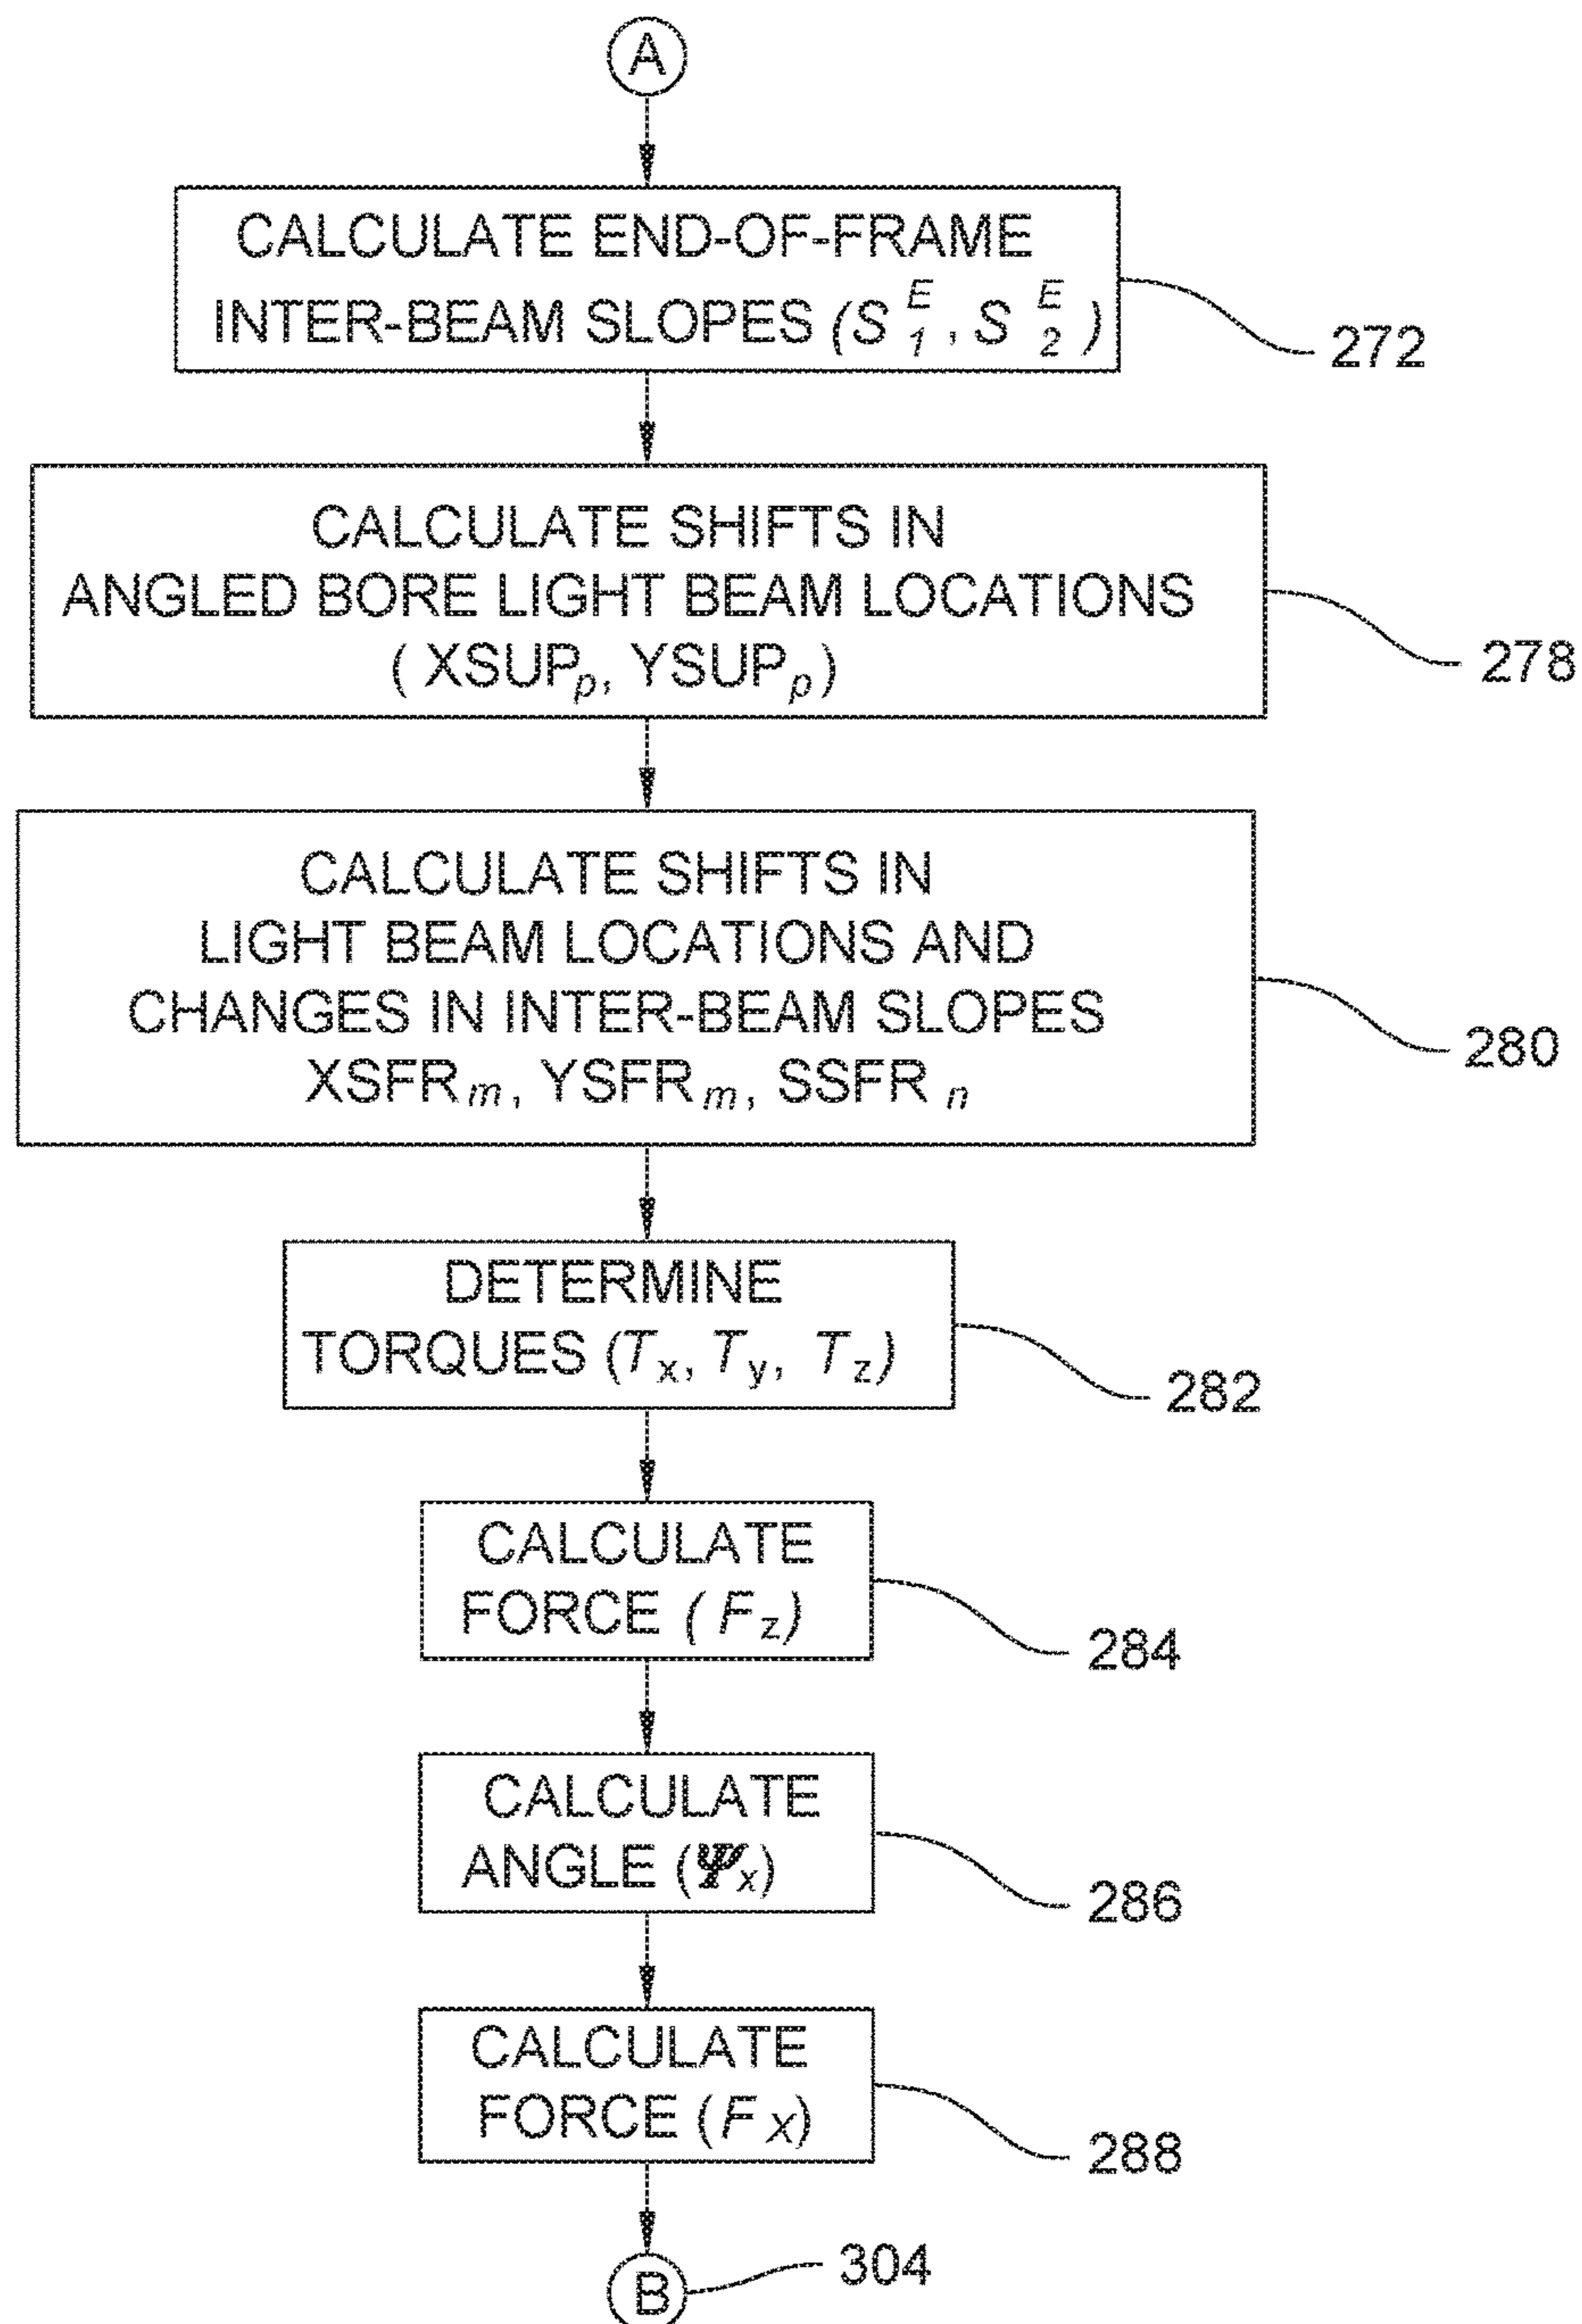 A
CALCULATE END-OF-FRAME
INTER-BEAM SLOPES (S₁ᴱ, S₂ᴱ)
272
CALCULATE SHIFTS IN
ANGLED BORE LIGHT BEAM LOCATIONS
( XSUPₚ, YSUPₚ)
278
CALCULATE SHIFTS IN
LIGHT BEAM LOCATIONS AND
CHANGES IN INTER-BEAM SLOPES
XSFRₘ, YSFRₘ, SSFRₙ
280
DETERMINE
TORQUES (Tx, Ty, Tz)
282
CALCULATE
FORCE (Fz)
284
CALCULATE
ANGLE (Ψx)
286
CALCULATE
FORCE (Fx)
288
B
304